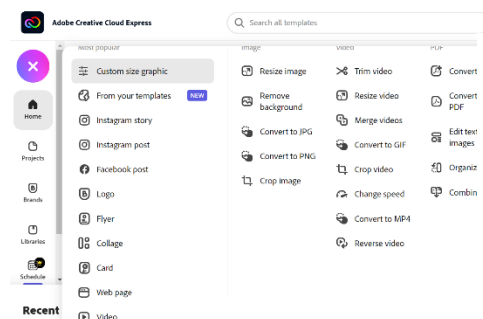 Adobe Creative Cloud Express
Search all templates
Most popular
Image
Video
PDF
Custom size graphic
From your templates NEW
Instagram story
Instagram post
Facebook post
Logo
Flyer
Collage
Card
Web page
Video
Resize image
Remove background
Convert to JPG
Convert to PNG
Crop image
Trim video
Resize video
Merge videos
Convert to GIF
Crop video
Change speed
Convert to MP4
Reverse video
Convert
Convert
PDF
Edit text
images
Organiz
Combin
Home
Projects
Brands
Libraries
Schedule
Recent